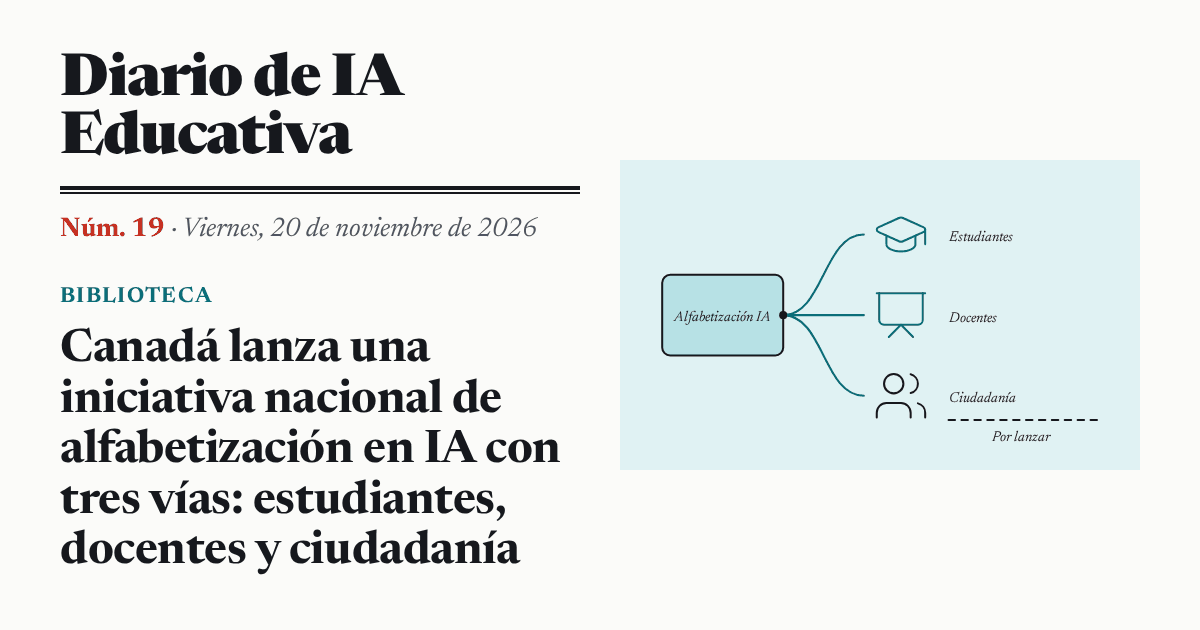 Diario de IA
Educativa
Núm. 19 · Viernes, 20 de noviembre de 2026
BIBLIOTECA
Canadá lanza una
iniciativa nacional de
alfabetización en IA con
tres vías: estudiantes,
docentes y ciudadanía
Alfabetización IA
Estudiantes
Docentes
Ciudadanía
Por lanzar